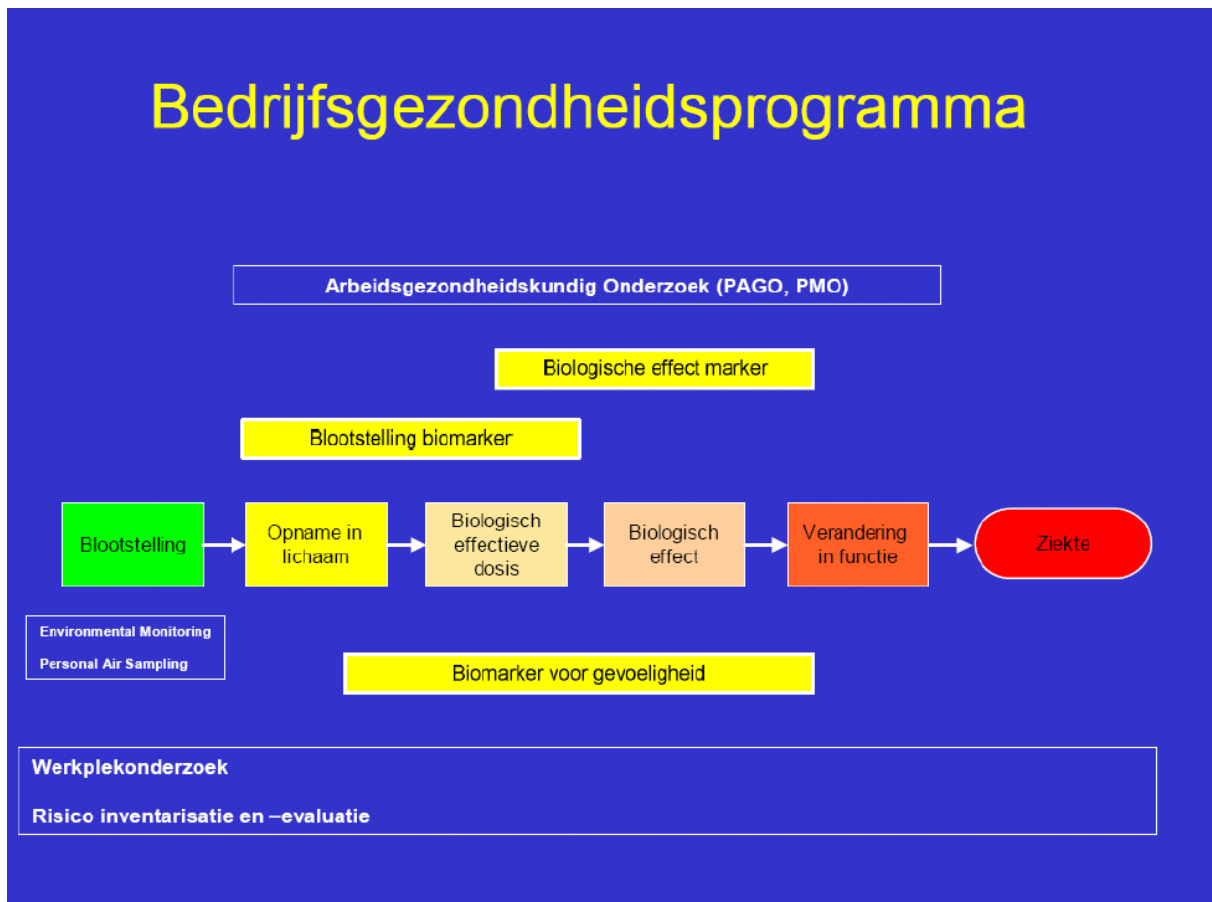 Bedrijfsgezondheidsprogramma
Arbeidsgezondheidskundig Onderzoek (PAGO, PMO)
Biologische effect marker
Blootstelling biomarker
Blootstelling
Opname in
lichaam
Biologisch
effectieve
dosis
Biologisch
effect
Verandering
in functie
Ziekte
Environmental Monitoring
Personal Air Sampling
Biomarker voor gevoeligheid
Werkplekonderzoek
Risico inventarisatie en –evaluatie